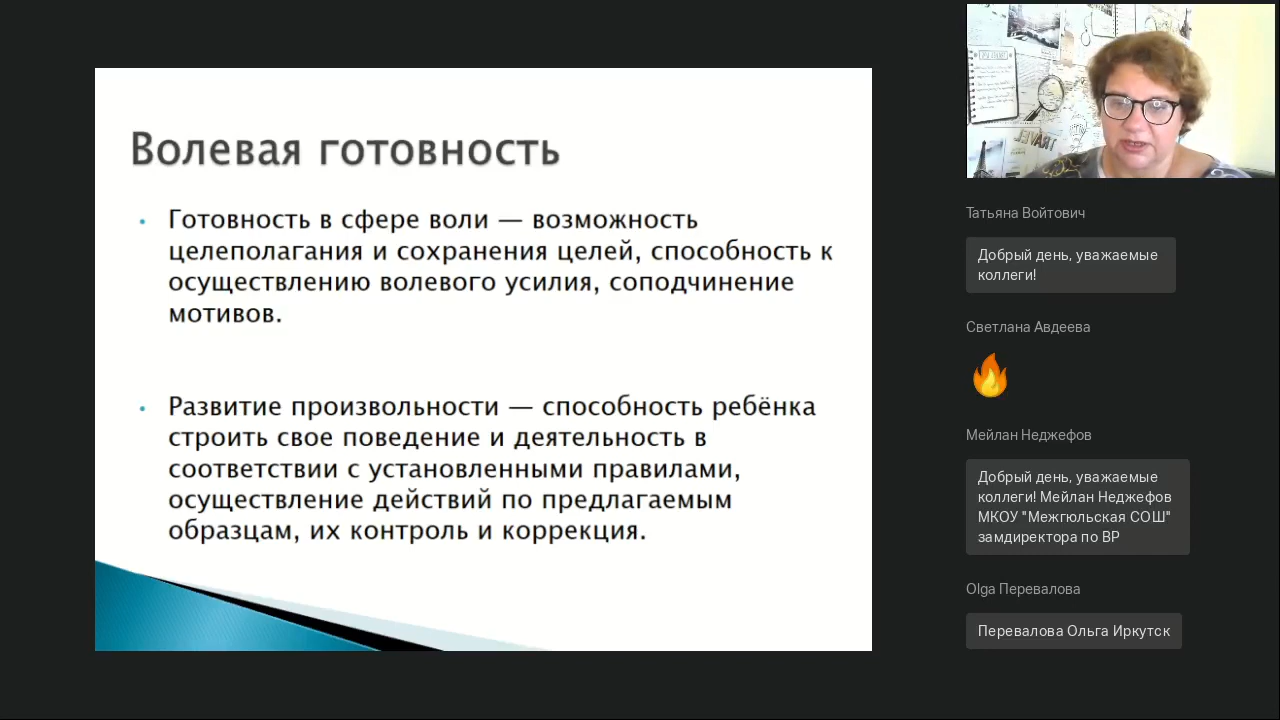 Волевая готовность
Готовность в сфере воли — возможность
целеполагания и сохранения целей, способность к
осуществлению волевого усилия, соподчинение
мотивов.
Развитие произвольности — способность ребёнка
строить свое поведение и деятельность в
соответствии с установленными правилами,
осуществление действий по предлагаемым
образцам, их контроль и коррекция.
TRAVEL
Татьяна Войтович
Добрый день, уважаемые
коллеги!
Светлана Авдеева
Мейлан Неджефов
Добрый день, уважаемые
коллеги! Мейлан Неджефов
МКОУ "Межгюльская СОШ"
замдиректора по ВР
Olga Перевалова
Перевалова Ольга Иркутск